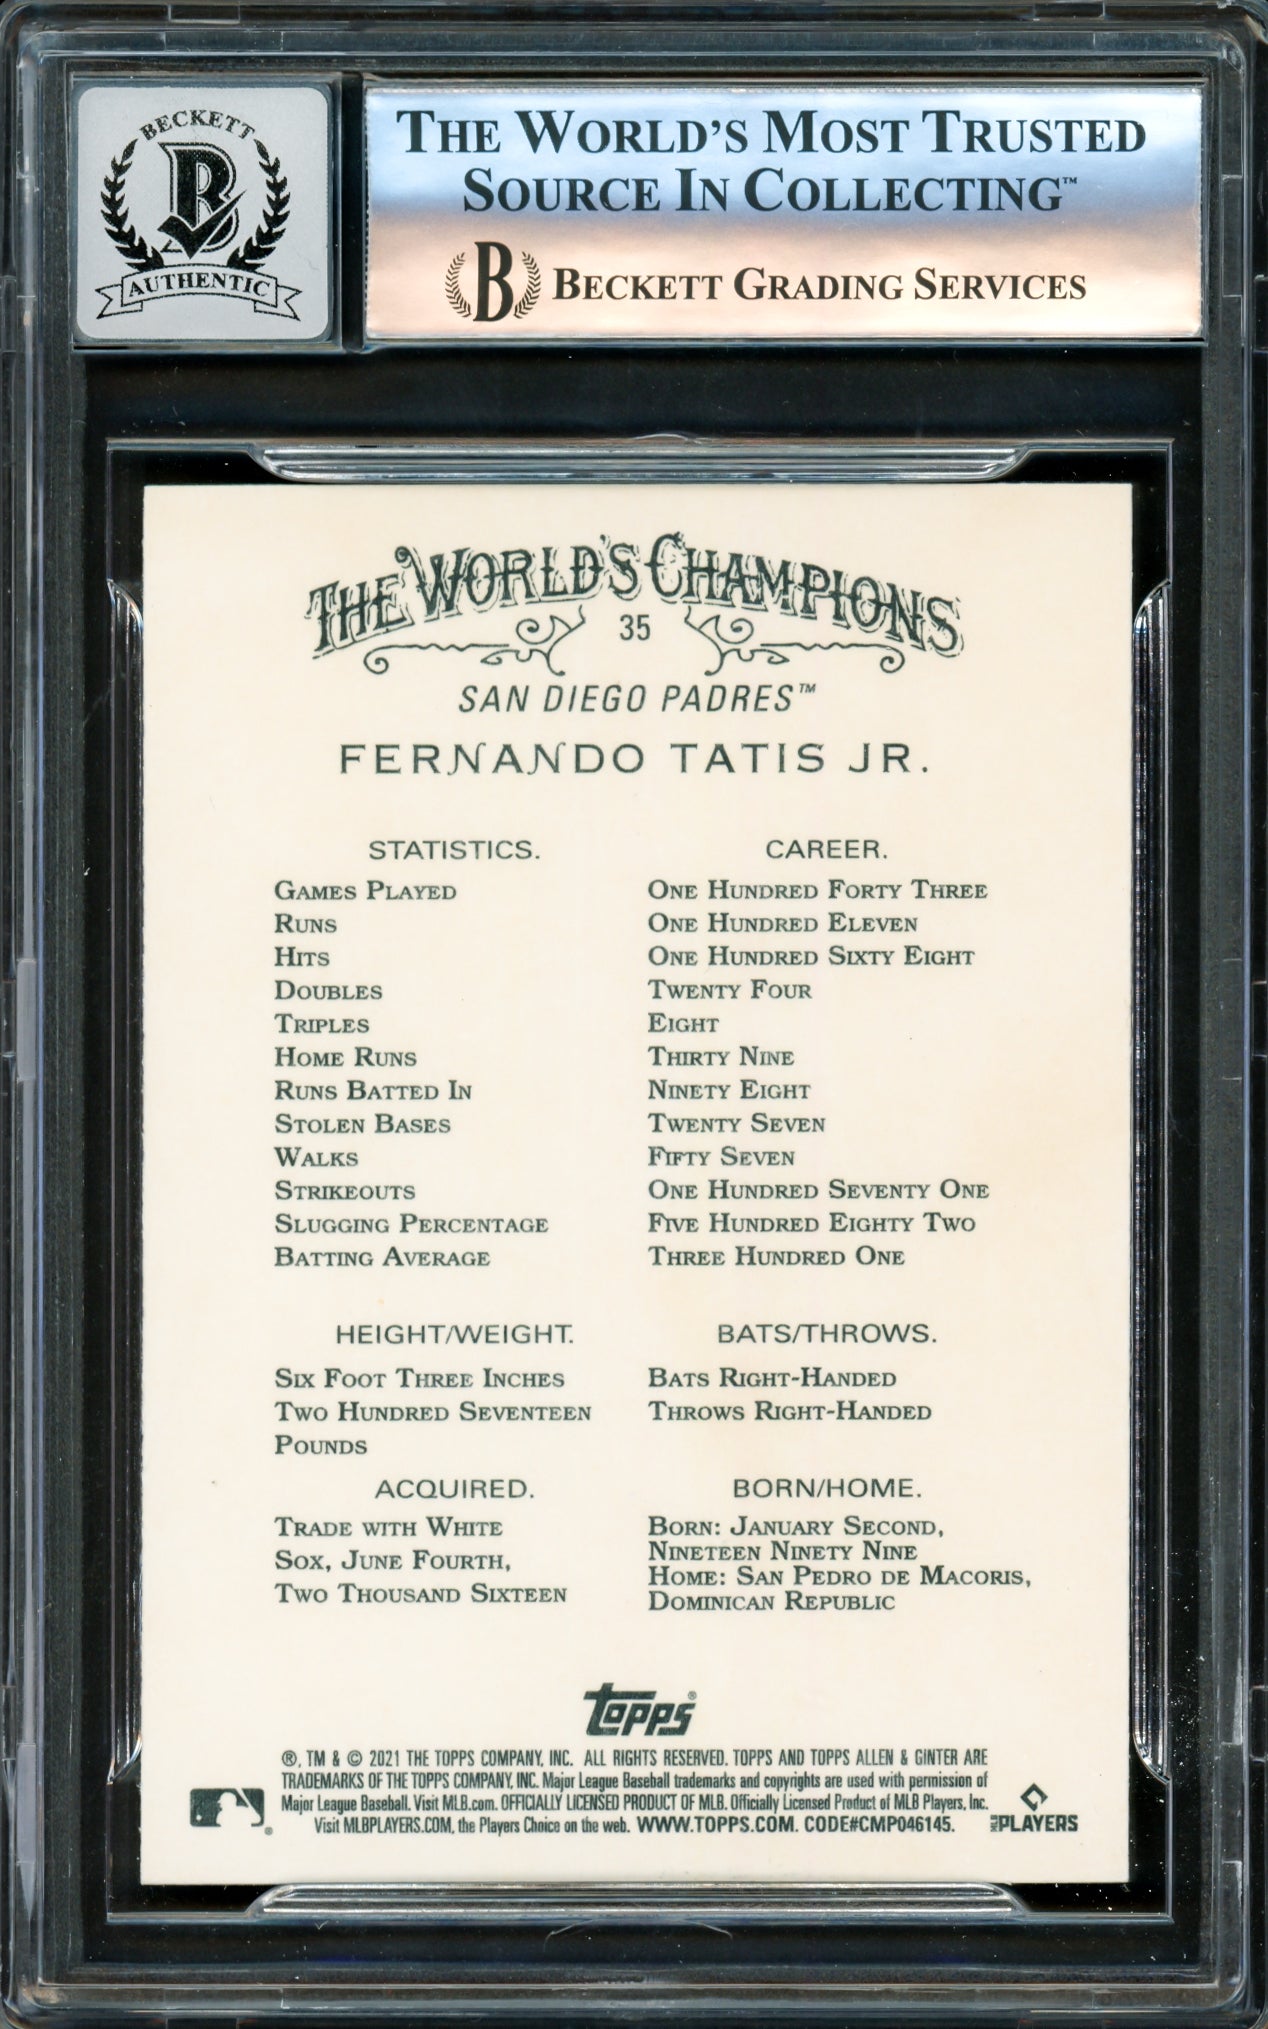 BECKETT
AUTHENTIC
THE WORLD'S MOST TRUSTED
SOURCE IN COLLECTING™
B BECKETT GRADING SERVICES
THE WORLD'S CHAMPIONS
35
SAN DIEGO PADRES™
FERNANDO TATIS JR.
STATISTICS. CAREER.
GAMES PLAYED ONE HUNDRED FORTY THREE
RUNS ONE HUNDRED ELEVEN
HITS ONE HUNDRED SIXTY EIGHT
DOUBLES TWENTY FOUR
TRIPLES EIGHT
HOME RUNS THIRTY NINE
RUNS BATTED IN NINETY EIGHT
STOLEN BASES TWENTY SEVEN
WALKS FIFTY SEVEN
STRIKEOUTS ONE HUNDRED SEVENTY ONE
SLUGGING PERCENTAGE FIVE HUNDRED EIGHTY TWO
BATTING AVERAGE THREE HUNDRED ONE
HEIGHT/WEIGHT.
SIX FOOT THREE INCHES
TWO HUNDRED SEVENTEEN
POUNDS
BATS/THROWS.
BATS RIGHT-HANDED
THROWS RIGHT-HANDED
ACQUIRED.
TRADE WITH WHITE
SOX, JUNE FOURTH,
TWO THOUSAND SIXTEEN
BORN/HOME.
BORN: JANUARY SECOND,
NINETEEN NINETY NINE
HOME: SAN PEDRO DE MACORIS,
DOMINICAN REPUBLIC
Topps®
®, TM & © 2021 THE TOPPS COMPANY, INC. ALL RIGHTS RESERVED. TOPPS AND TOPPS ALLEN & GINTER ARE
TRADEMARKS OF THE TOPPS COMPANY, INC. Major League Baseball trademarks and copyrights are used with permission of
Major League Baseball. Visit MLB.com. OFFICIALLY LICENSED PRODUCT OF MLB. Officially Licensed Product of MLB Players, Inc.
Visit MLBPLAYERS.COM, the Players Choice on the web. WWW.TOPPS.COM. CODE#CMP046145.
MLB PLAYERS